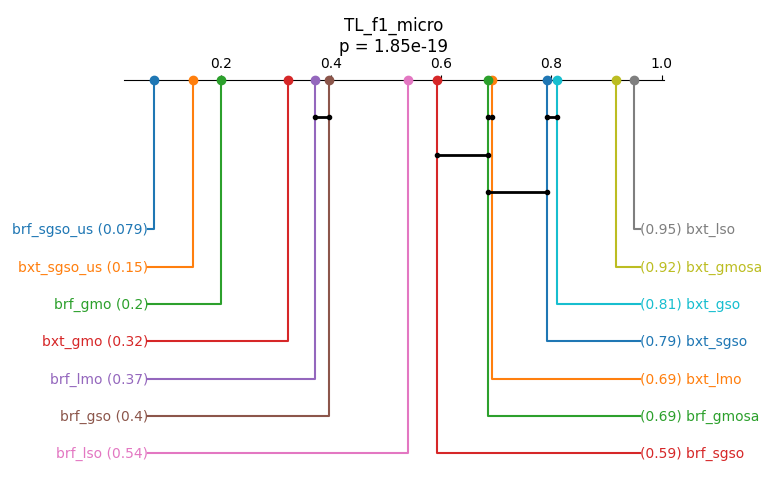 TL_f1_micro
p = 1.85e-19
0.2 0.4 0.6 0.8 1.0
brf_sgso_us (0.079) (0.95) bxt_lso
bxt_sgso_us (0.15) (0.92) bxt_gmosa
brf_gmo (0.2) (0.81) bxt_gso
bxt_gmo (0.32) (0.79) bxt_sgso
brf_lmo (0.37) (0.69) bxt_lmo
brf_gso (0.4) (0.69) brf_gmosa
brf_lso (0.54) (0.59) brf_sgso